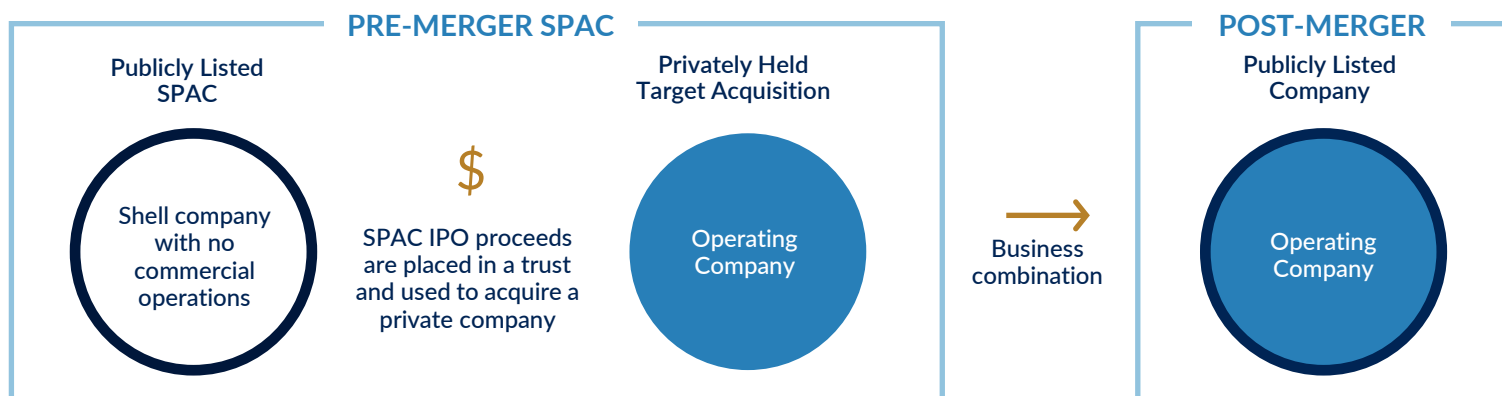 PRE-MERGER SPAC
Publicly Listed
SPAC
Shell company
with no
commercial
operations
$
SPAC IPO proceeds
are placed in a trust
and used to acquire a
private company
Privately Held
Target Acquisition
Operating
Company
Business
combination
POST-MERGER
Publicly Listed
Company
Operating
Company